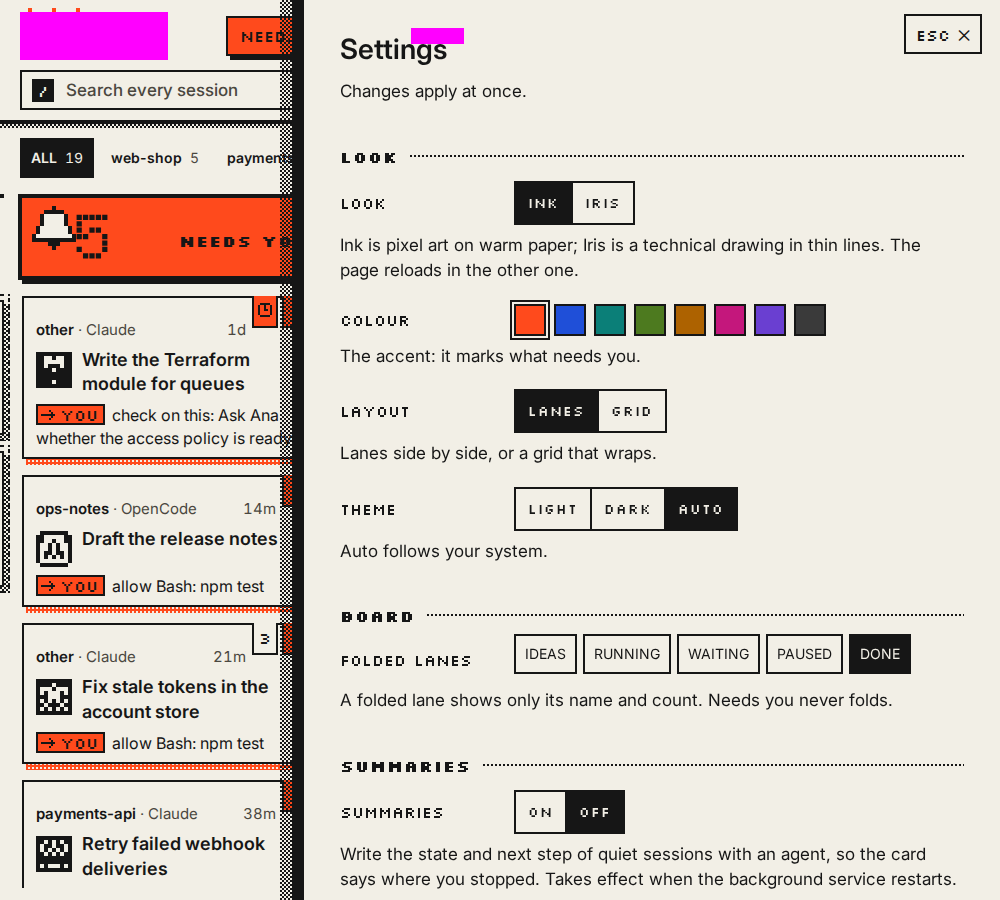 NEED
Search every session
ALL 19 web-shop 5 payment
5 NEEDS YO
other · Claude 1d
Write the Terraform
module for queues
→ YOU check on this: Ask Ana
whether the access policy is ready
ops-notes · OpenCode 14m
Draft the release notes
→ YOU allow Bash: npm test
3
other · Claude 21m
Fix stale tokens in the
account store
→ YOU allow Bash: npm test
payments-api · Claude 38m
Retry failed webhook
deliveries
Settings
ESC ×
Changes apply at once.
LOOK
LOOK INK IRIS
Ink is pixel art on warm paper; Iris is a technical drawing in thin lines. The
page reloads in the other one.
COLOUR
The accent: it marks what needs you.
LAYOUT LANES GRID
Lanes side by side, or a grid that wraps.
THEME LIGHT DARK AUTO
Auto follows your system.
BOARD
FOLDED LANES IDEAS RUNNING WAITING PAUSED DONE
A folded lane shows only its name and count. Needs you never folds.
SUMMARIES
SUMMARIES ON OFF
Write the state and next step of quiet sessions with an agent, so the card
says where you stopped. Takes effect when the background service restarts.